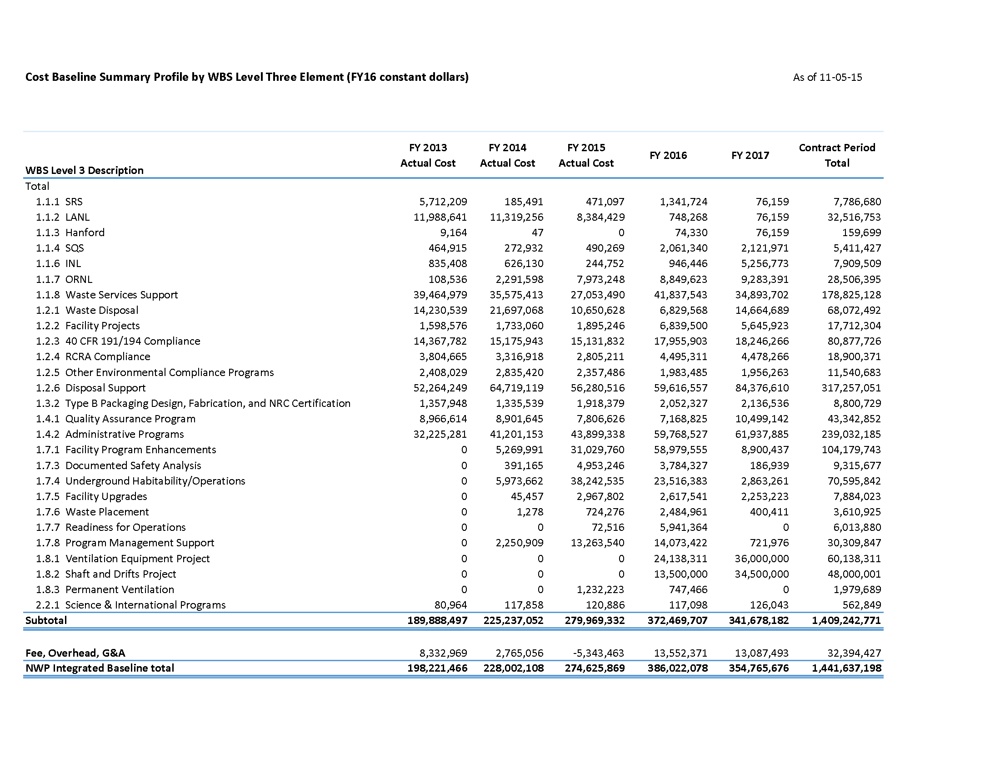 Cost Baseline Summary Profile by WBS Level Three Element (FY16 constant dollars) As of 11-05-15
FY 2013 FY 2014 FY 2015 FY 2016 FY 2017 Contract Period
WBS Level 3 Description Actual Cost Actual Cost Actual Cost Total
Total
1.1.1 SRS 5,712,209 185,491 471,097 1,341,724 76,159 7,786,680
1.1.2 LANL 11,988,641 11,319,256 8,384,429 748,268 76,159 32,516,753
1.1.3 Hanford 9,164 47 0 74,330 76,159 159,699
1.1.4 SQS 464,915 272,932 490,269 2,061,340 2,121,971 5,411,427
1.1.6 INL 835,408 626,130 244,752 946,446 5,256,773 7,909,509
1.1.7 ORNL 108,536 2,291,598 7,973,248 8,849,623 9,283,391 28,506,395
1.1.8 Waste Services Support 39,464,979 35,575,413 27,053,490 41,837,543 34,893,702 178,825,128
1.2.1 Waste Disposal 14,230,539 21,697,068 10,650,628 6,829,568 14,664,689 68,072,492
1.2.2 Facility Projects 1,598,576 1,733,060 1,895,246 6,839,500 5,645,923 17,712,304
1.2.3 40 CFR 191/194 Compliance 14,367,782 15,175,943 15,131,832 17,955,903 18,246,266 80,877,726
1.2.4 RCRA Compliance 3,804,665 3,316,918 2,805,211 4,495,311 4,478,266 18,900,371
1.2.5 Other Environmental Compliance Programs 2,408,029 2,835,420 2,357,486 1,983,485 1,956,263 11,540,683
1.2.6 Disposal Support 52,264,249 64,719,119 56,280,516 59,616,557 84,376,610 317,257,051
1.3.2 Type B Packaging Design, Fabrication, and NRC Certification 1,357,948 1,335,539 1,918,379 2,052,327 2,136,536 8,800,729
1.4.1 Quality Assurance Program 8,966,614 8,901,645 7,806,626 7,168,825 10,499,142 43,342,852
1.4.2 Administrative Programs 32,225,281 41,201,153 43,899,338 59,768,527 61,937,885 239,032,185
1.7.1 Facility Program Enhancements 0 5,269,991 31,029,760 58,979,555 8,900,437 104,179,743
1.7.3 Documented Safety Analysis 0 391,165 4,953,246 3,784,327 186,939 9,315,677
1.7.4 Underground Habitability/Operations 0 5,973,662 38,242,535 23,516,383 2,863,261 70,595,842
1.7.5 Facility Upgrades 0 45,457 2,967,802 2,617,541 2,253,223 7,884,023
1.7.6 Waste Placement 0 1,278 724,276 2,484,961 400,411 3,610,925
1.7.7 Readiness for Operations 0 0 72,516 5,941,364 0 6,013,880
1.7.8 Program Management Support 0 2,250,909 13,263,540 14,073,422 721,976 30,309,847
1.8.1 Ventilation Equipment Project 0 0 0 24,138,311 36,000,000 60,138,311
1.8.2 Shaft and Drifts Project 0 0 0 13,500,000 34,500,000 48,000,001
1.8.3 Permanent Ventilation 0 0 1,232,223 747,466 0 1,979,689
2.2.1 Science & International Programs 80,964 117,858 120,886 117,098 126,043 562,849
Subtotal 189,888,497 225,237,052 279,969,332 372,469,707 341,678,182 1,409,242,771
Fee, Overhead, G&A 8,332,969 2,765,056 -5,343,463 13,552,371 13,087,493 32,394,427
NWP Integrated Baseline total 198,221,466 228,002,108 274,625,869 386,022,078 354,765,676 1,441,637,198